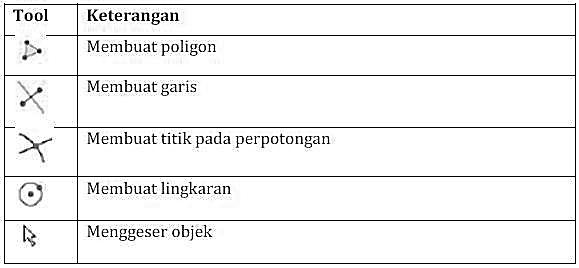 Tool Keterangan
Membuat poligon
Membuat garis
Membuat titik pada perpotongan
Membuat lingkaran
Menggeser objek